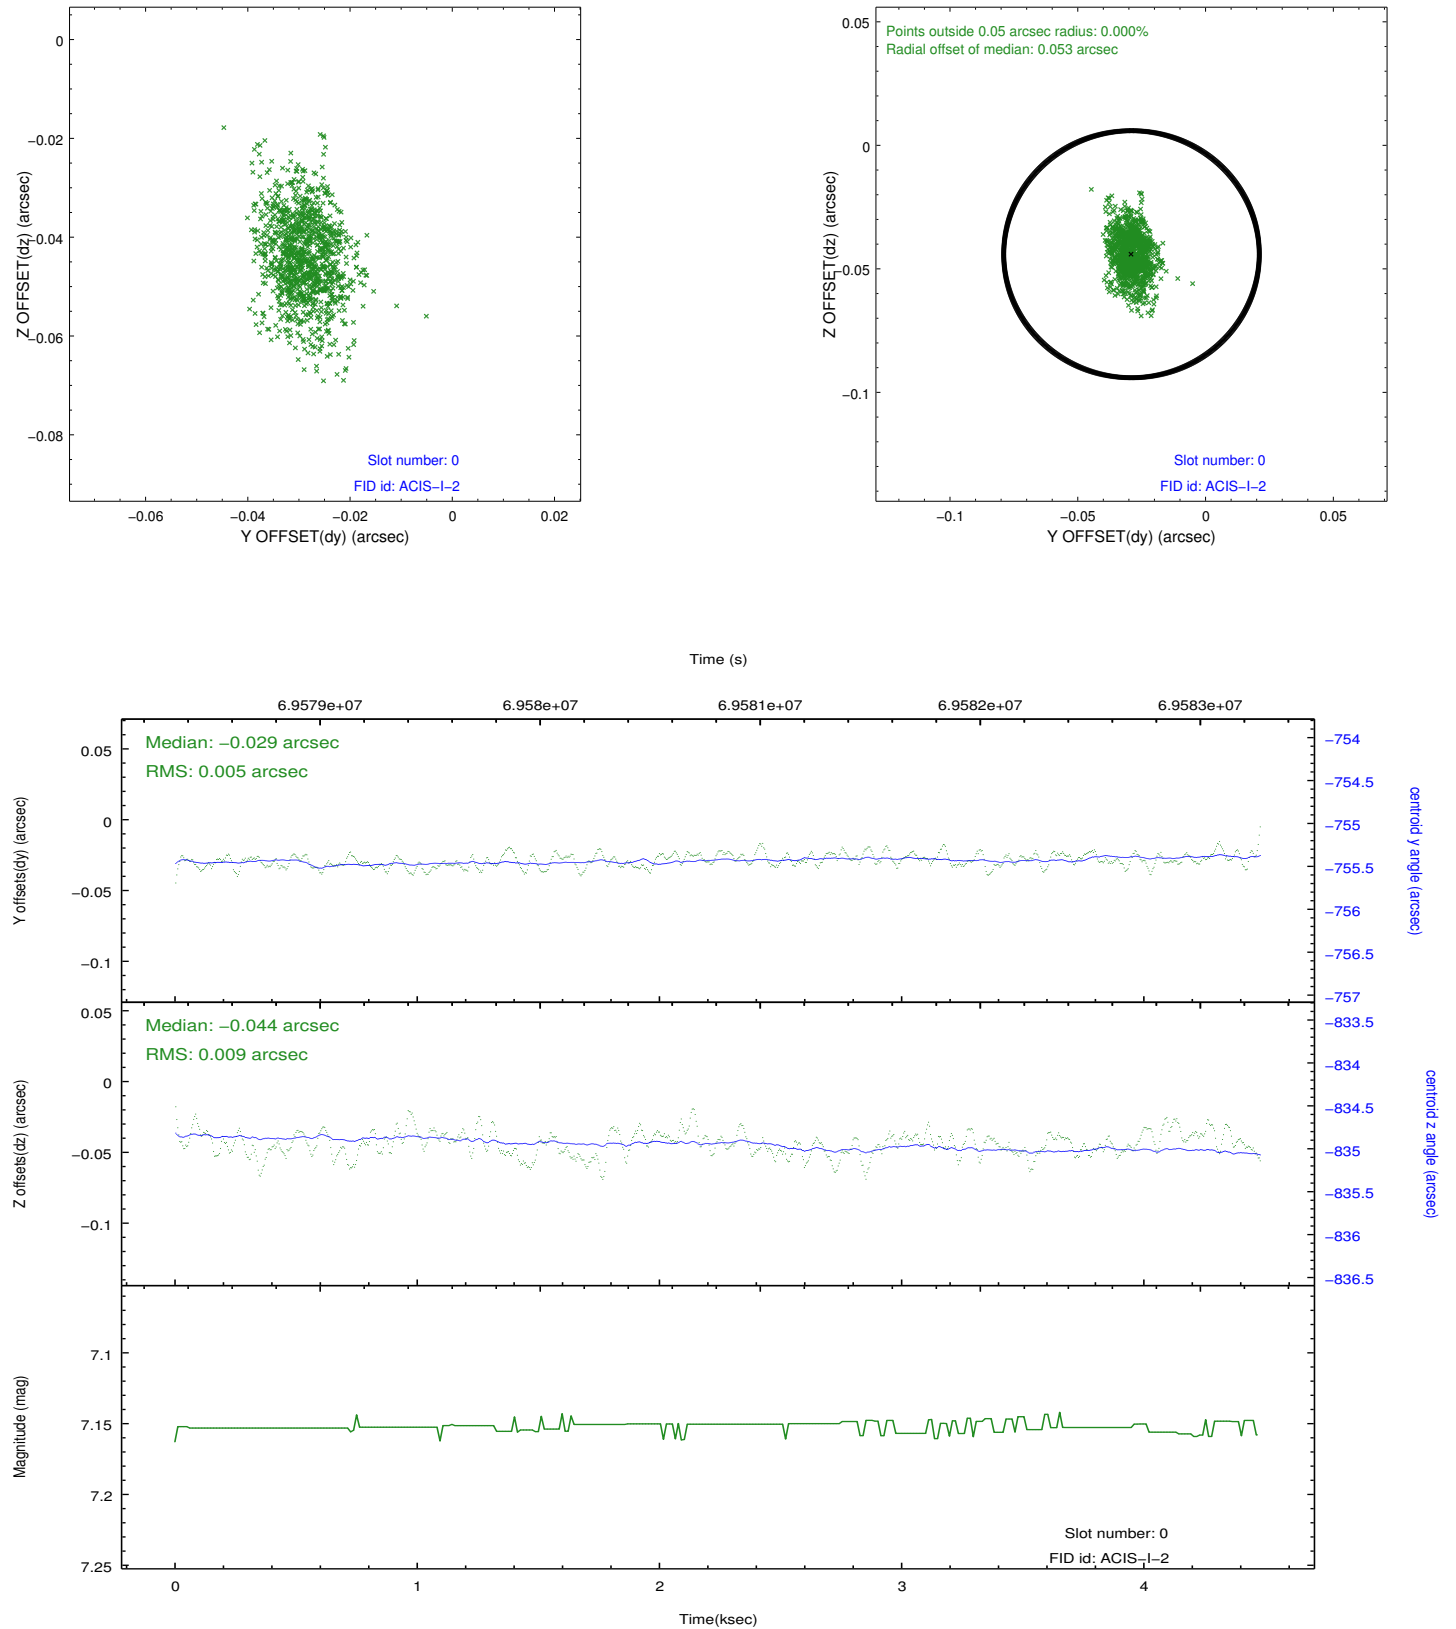 0
−0.02
−0.04
−0.06
−0.08
Z OFFSET(dz) (arcsec)
Slot number: 0
FID id: ACIS−I−2
−0.06
−0.04
−0.02
0
0.02
Y OFFSET(dy) (arcsec)
Points outside 0.05 arcsec radius: 0.000%
Radial offset of median: 0.053 arcsec
0.05
0
−0.05
−0.1
Z OFFSET(dz) (arcsec)
Slot number: 0
FID id: ACIS−I−2
−0.1
−0.05
0
0.05
Y OFFSET(dy) (arcsec)
Time (s)
6.9579e+07
6.958e+07
6.9581e+07
6.9582e+07
6.9583e+07
Median: −0.029 arcsec
RMS: 0.005 arcsec
0.05
0
−0.05
−0.1
Y offsets(dy) (arcsec)
−754
−754.5
−755
−755.5
−756
−756.5
−757
centroid y angle (arcsec)
Median: −0.044 arcsec
RMS: 0.009 arcsec
0.05
0
−0.05
−0.1
Z offsets(dz) (arcsec)
−833.5
−834
−834.5
−835
−835.5
−836
−836.5
centroid z angle (arcsec)
7.1
7.15
7.2
7.25
Magnitude (mag)
Slot number: 0
FID id: ACIS−I−2
0
1
2
3
4
Time(ksec)